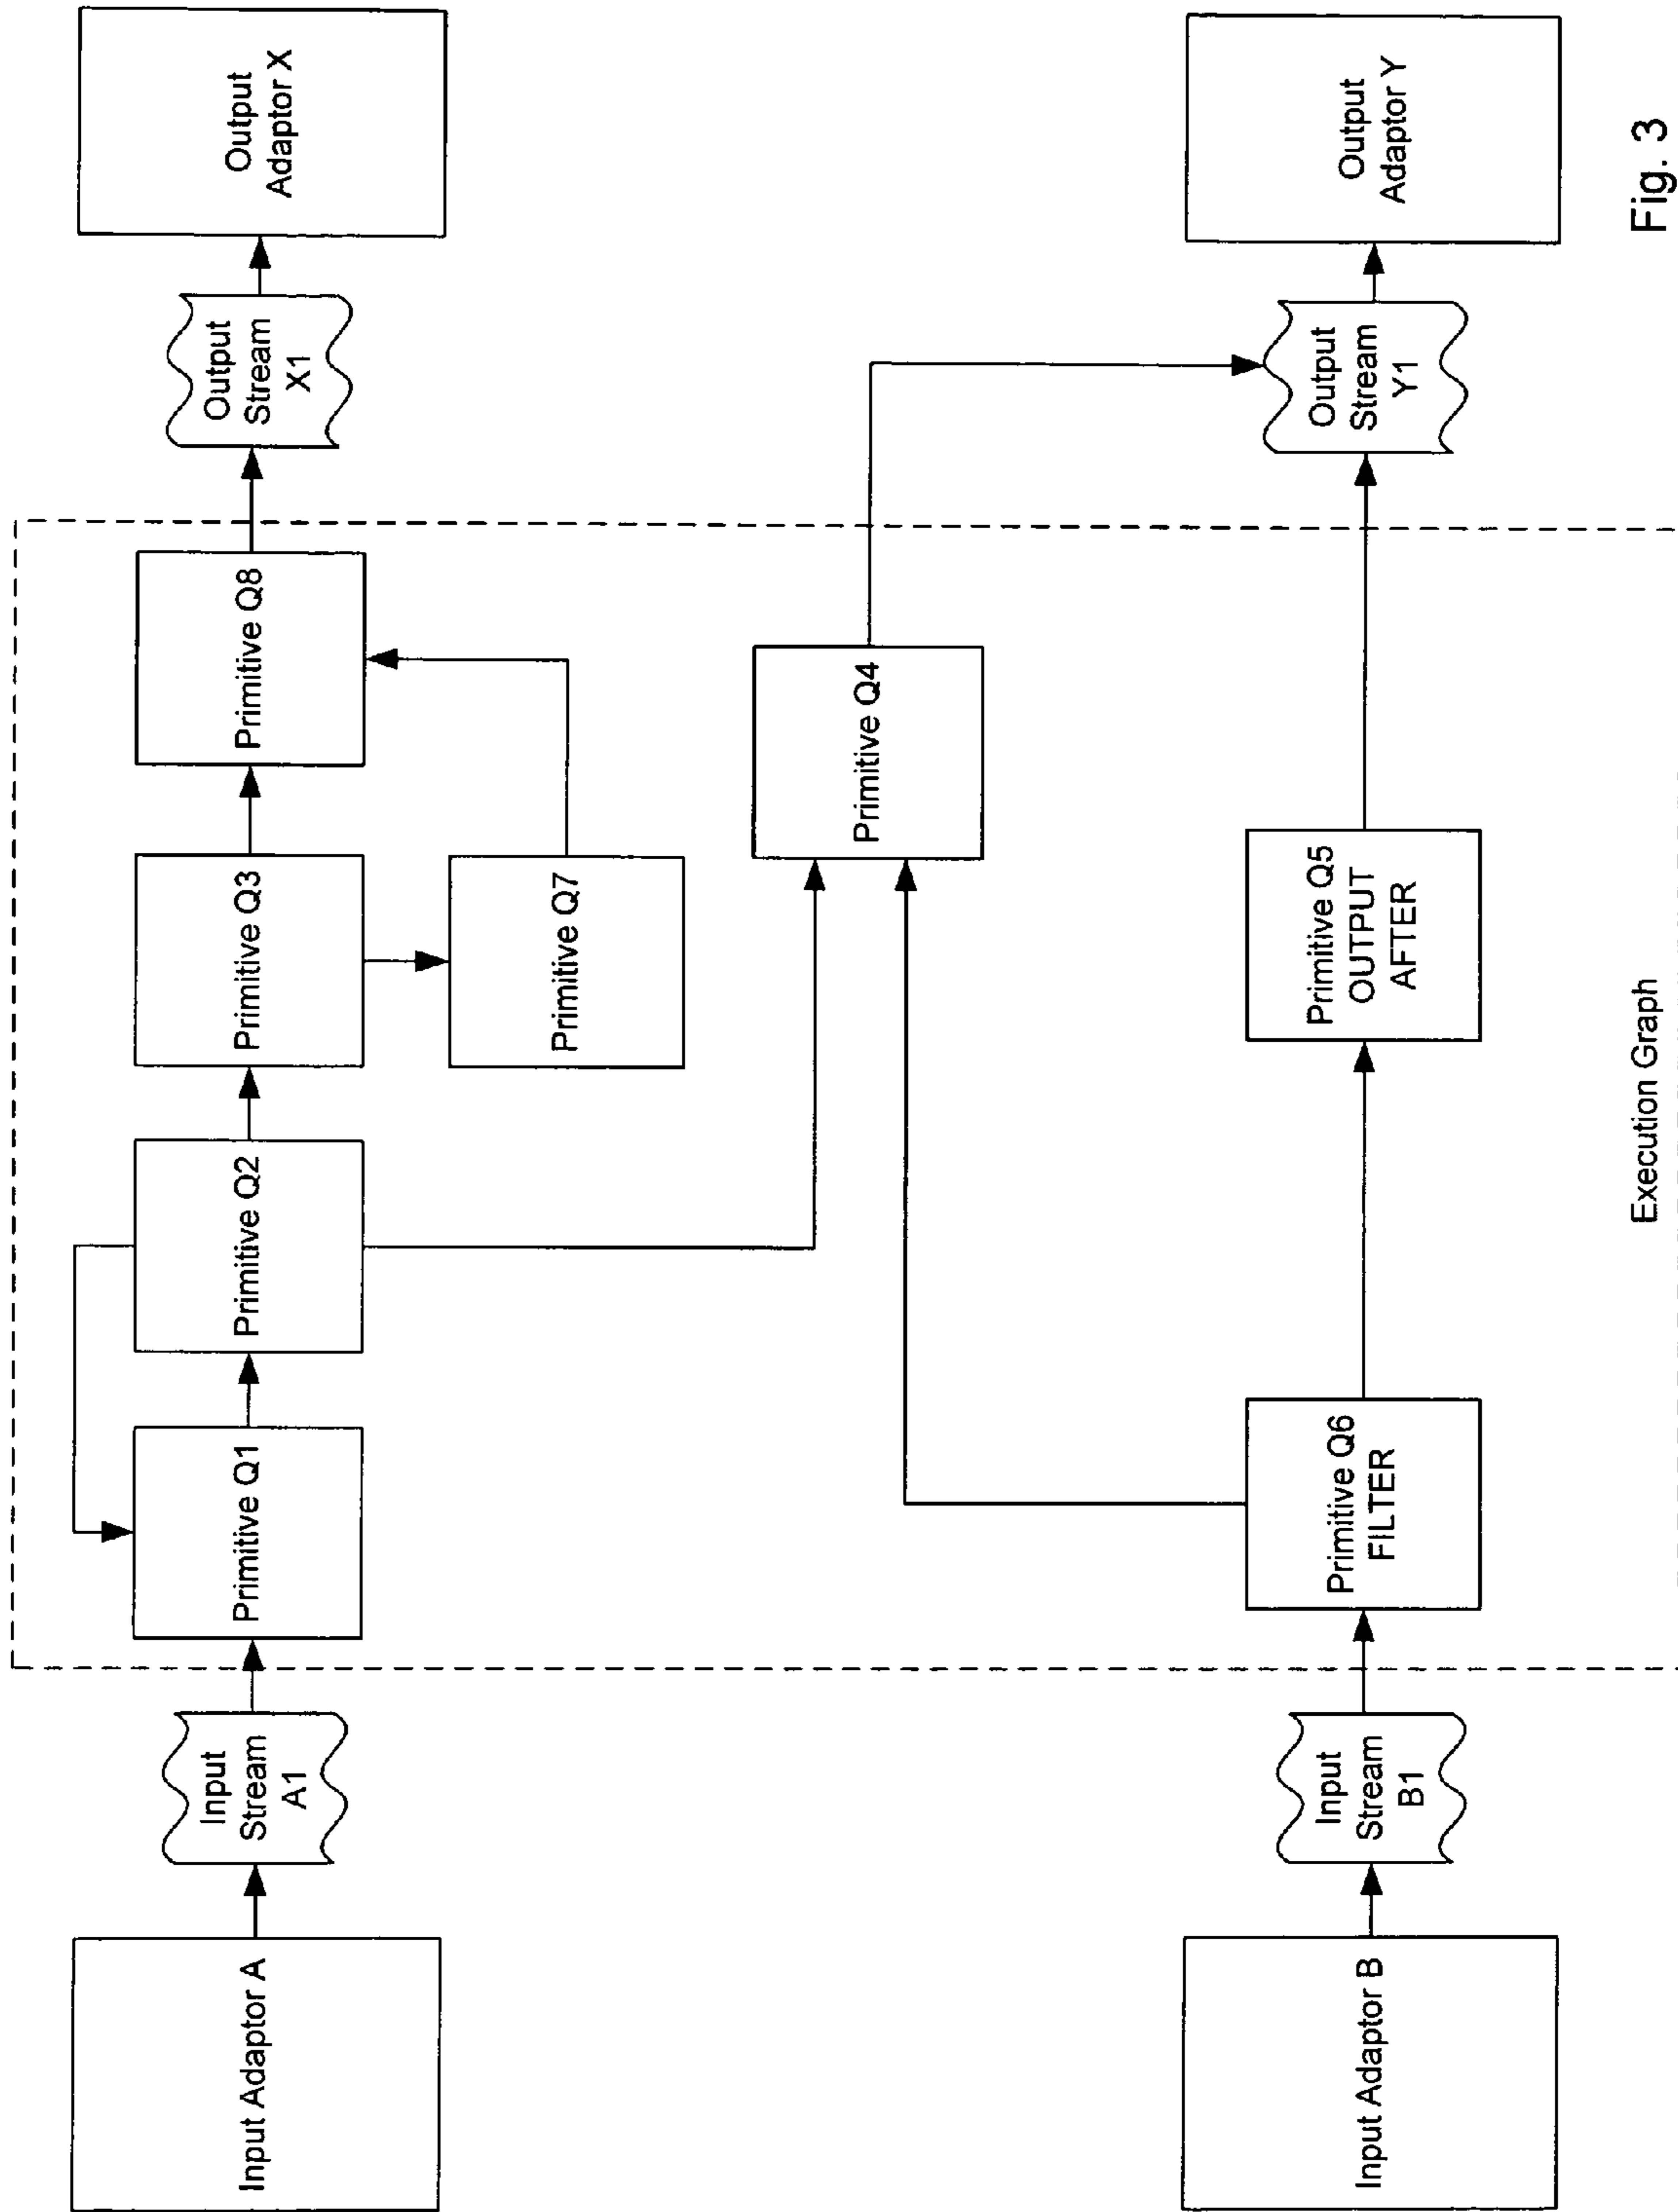 Input Adaptor A
Input
Stream
A1
Primitive Q1
Primitive Q2
Primitive Q3
Primitive Q8
Output
Stream
X1
Output
Adaptor X
Primitive Q7
Primitive Q4
Input Adaptor B
Input
Stream
B1
Primitive Q6
FILTER
Primitive Q5
OUTPUT
AFTER
Output
Stream
Y1
Output
Adaptor Y
Execution Graph
Fig. 3